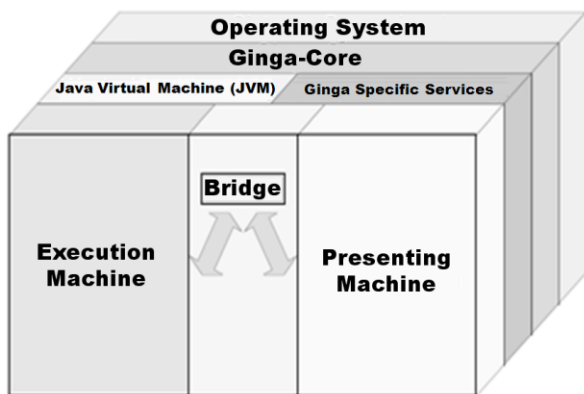 Operating System
Ginga-Core
Java Virtual Machine (JVM)
Ginga Specific Services
Bridge
Execution
Machine
Presenting
Machine